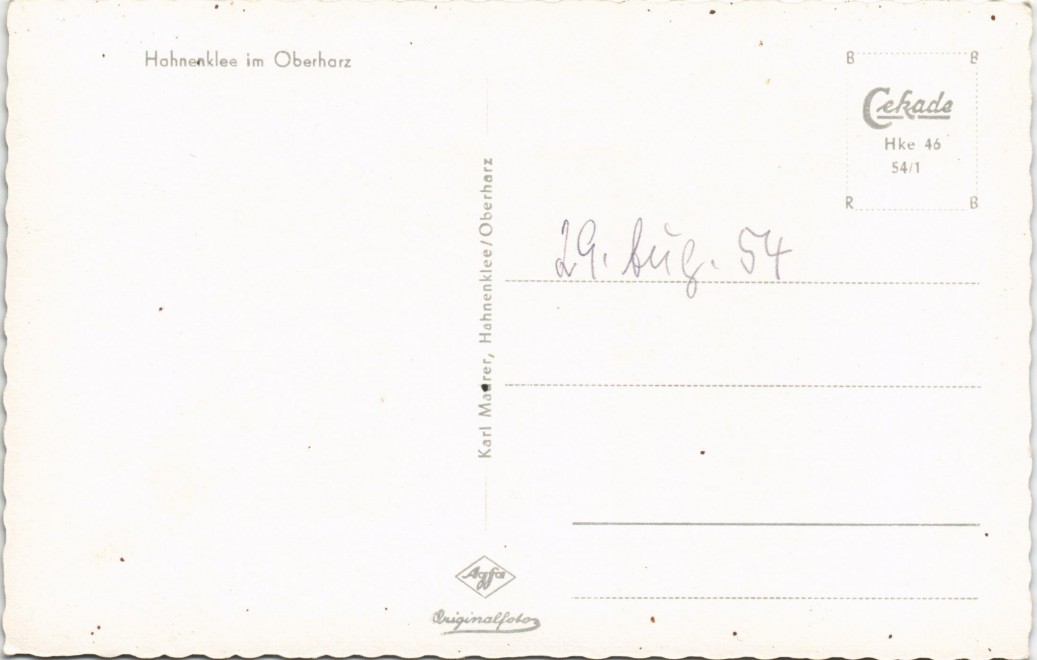 Hahnenklee im Oberharz
B B
Cekade
Hke 46
54/1
R B
Karl Maurer, Hahnenklee/Oberharz
29. Aug. 54
Agfa
Originalfoto